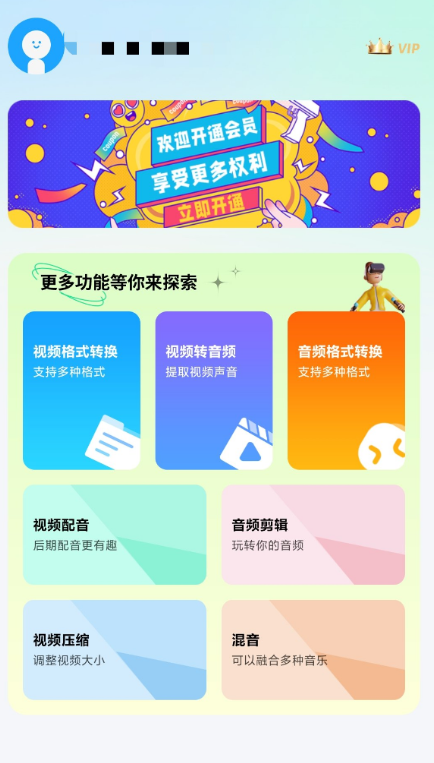 VIP
Coupon
Coupon
欢迎开通会员
享受更多权利
立即开通
更多功能等你来探索
视频格式转换
支持多种格式
视频转音频
提取视频声音
音频格式转换
支持多种格式
视频配音
后期配音更有趣
音频剪辑
玩转你的音频
视频压缩
调整视频大小
混音
可以融合多种音乐